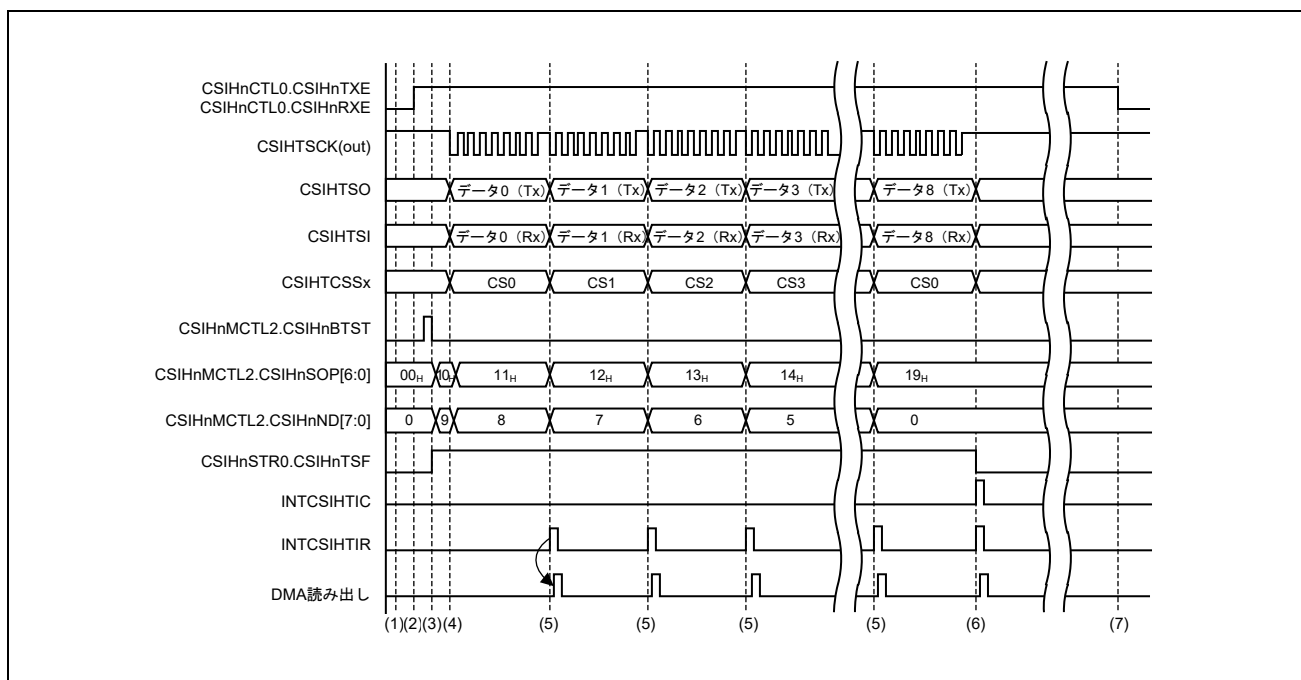 CSIHnCTL0.CSIHnTXE
CSIHnCTL0.CSIHnRXE
CSIHTSCK(out)
CSIHTSO データ0（Tx） データ1（Tx） データ2（Tx） データ3（Tx） データ8（Tx）
CSIHTSI データ0（Rx） データ1（Rx） データ2（Rx） データ3（Rx） データ8（Rx）
CSIHTCSSx CS0 CS1 CS2 CS3 CS0
CSIHnMCTL2.CSIHnBTST
CSIHnMCTL2.CSIHnSOP[6:0] 00H 10H 11H 12H 13H 14H 19H
CSIHnMCTL2.CSIHnND[7:0] 0 9 8 7 6 5 0
CSIHnSTR0.CSIHnTSF
INTCSIHTIC
INTCSIHTIR
DMA読み出し
(1)(2)(3)(4) (5) (5) (5) (5) (6) (7)